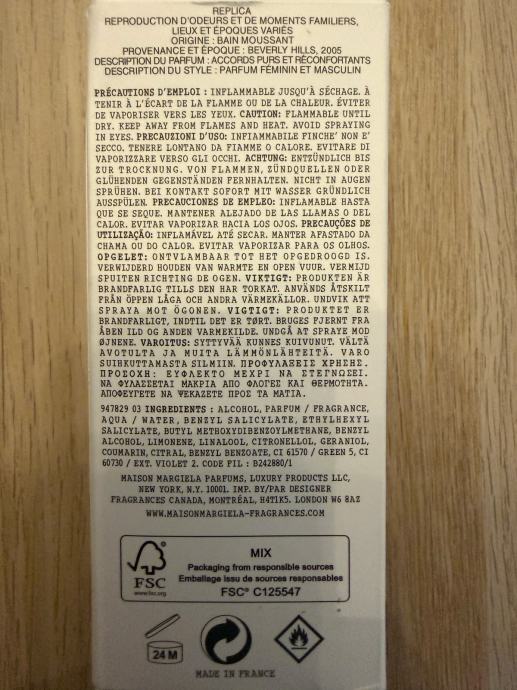 REPLICA
REPRODUCTION D'ODEURS ET DE MOMENTS FAMILIERS,
LIEUX ET ÉPOQUES VARIÉS
ORIGINE : BAIN MOUSSANT
PROVENANCE ET ÉPOQUE : BEVERLY HILLS, 2005
DESCRIPTION DU PARFUM : ACCORDS PURS ET RÉCONFORTANTS
DESCRIPTION DU STYLE : PARFUM FÉMININ ET MASCULIN
PRÉCAUTIONS D'EMPLOI : INFLAMMABLE JUSQU'À SÉCHAGE. À
TENIR À L'ÉCART DE LA FLAMME OU DE LA CHALEUR. ÉVITER
DE VAPORISER VERS LES YEUX. CAUTION: FLAMMABLE UNTIL
DRY. KEEP AWAY FROM FLAMES AND HEAT. AVOID SPRAYING
IN EYES. PRECAUZIONI D'USO: INFIAMMABILE FINCHE' NON E'
SECCO. TENERE LONTANO DA FIAMME O CALORE. EVITARE DI
VAPORIZZARE VERSO GLI OCCHI. ACHTUNG: ENTZÜNDLICH BIS
ZUR TROCKNUNG. VON FLAMMEN, ZÜNDQUELLEN ODER
GLÜHENDEN GEGENSTÄNDEN FERNHALTEN. NICHT IN AUGEN
SPRÜHEN. BEI KONTAKT SOFORT MIT WASSER GRÜNDLICH
AUSSPÜLEN. PRECAUCIONES DE EMPLEO: INFLAMABLE HASTA
QUE SE SEQUE. MANTENER ALEJADO DE LAS LLAMAS O DEL
CALOR. EVITAR VAPORIZAR HACIA LOS OJOS. PRECAUÇÕES DE
UTILIZAÇÃO: INFLAMÁVEL ATÉ SECAR. MANTER AFASTADO DA
CHAMA OU DO CALOR. EVITAR VAPORIZAR PARA OS OLHOS.
OPGELET: ONTVLAMBAAR TOT HET OPGEDROOGD IS.
VERWIJDERD HOUDEN VAN WARMTE EN OPEN VUUR. VERMIJD
SPUITEN RICHTING DE OGEN. VIKTIGT: PRODUKTEN ÄR
BRANDFARLIG TILLS DEN HAR TORKAT. ANVÄNDS ÅTSKILT
FRÅN ÖPPEN LÅGA OCH ANDRA VÄRMEKÄLLOR. UNDVIK ATT
SPRAYA MOT ÖGONEN. VIGTIGT: PRODUKTET ER
BRANDFARLIGT, INDTIL DET ER TØRT. BRUGES FJERNT FRA
ÅBEN ILD OG ANDEN VARMEKILDE. UNDGÅ AT SPRAYE MOD
ØJNENE. VAROITUS: SYTTYVÄÄ KUNNES KUIVUNUT. VÄLTÄ
AVOTULTA JA MUITA LÄMMÖNLÄHTEITÄ. VARO
SUIHKUTTAMASTA SILMIIN. ΠΡΟΦΥΛΑΞΕΙΣ ΧΡΗΣΗΣ.
ΠΡΟΣΟΧΗ: ΕΥΦΛΕΚΤΟ ΜΕΧΡΙ ΝΑ ΣΤΕΓΝΩΣΕΙ.
ΝΑ ΦΥΛΑΣΣΕΤΑΙ ΜΑΚΡΙΑ ΑΠΟ ΦΛΟΓΕΣ ΚΑΙ ΘΕΡΜΟΤΗΤΑ.
ΑΠΟΦΕΥΓΕΤΕ ΝΑ ΨΕΚΑΖΕΤΕ ΠΡΟΣ ΤΑ ΜΑΤΙΑ.
947829 03 INGREDIENTS : ALCOHOL, PARFUM / FRAGRANCE,
AQUA / WATER, BENZYL SALICYLATE, ETHYLHEXYL
SALICYLATE, BUTYL METHOXYDIBENZOYLMETHANE, BENZYL
ALCOHOL, LIMONENE, LINALOOL, CITRONELLOL, GERANIOL,
COUMARIN, CITRAL, BENZYL BENZOATE, CI 61570 / GREEN 5, CI
60730 / EXT. VIOLET 2. CODE FIL : B242880/1
MAISON MARGIELA PARFUMS, LUXURY PRODUCTS LLC,
NEW YORK, N.Y. 10001. IMP. BY/PAR DESIGNER
FRAGRANCES CANADA, MONTRÉAL, H4T1K5. LONDON W6 8AZ
WWW.MAISONMARGIELA-FRAGRANCES.COM
FSC
www.fsc.org
MIX
Packaging from responsible sources
Emballage issu de sources responsables
FSC® C125547
24 M
MADE IN FRANCE